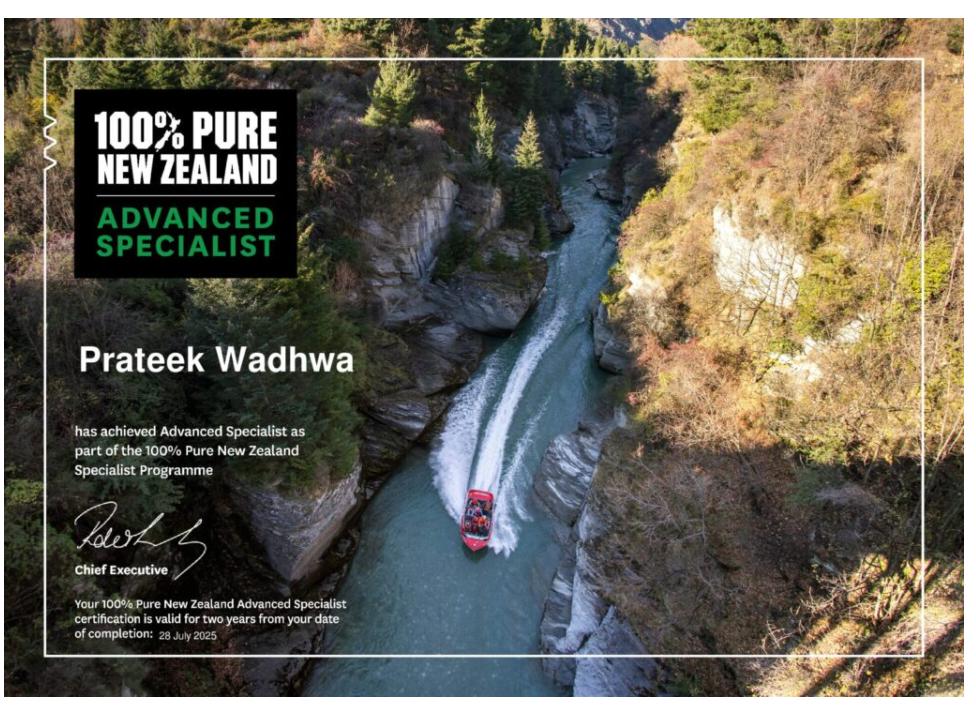 100% PURE
NEW ZEALAND
ADVANCED
SPECIALIST
Prateek Wadhwa
has achieved Advanced Specialist as
part of the 100% Pure New Zealand
Specialist Programme
Chief Executive
Your 100% Pure New Zealand Advanced Specialist
certification is valid for two years from your date
of completion: 28 July 2025